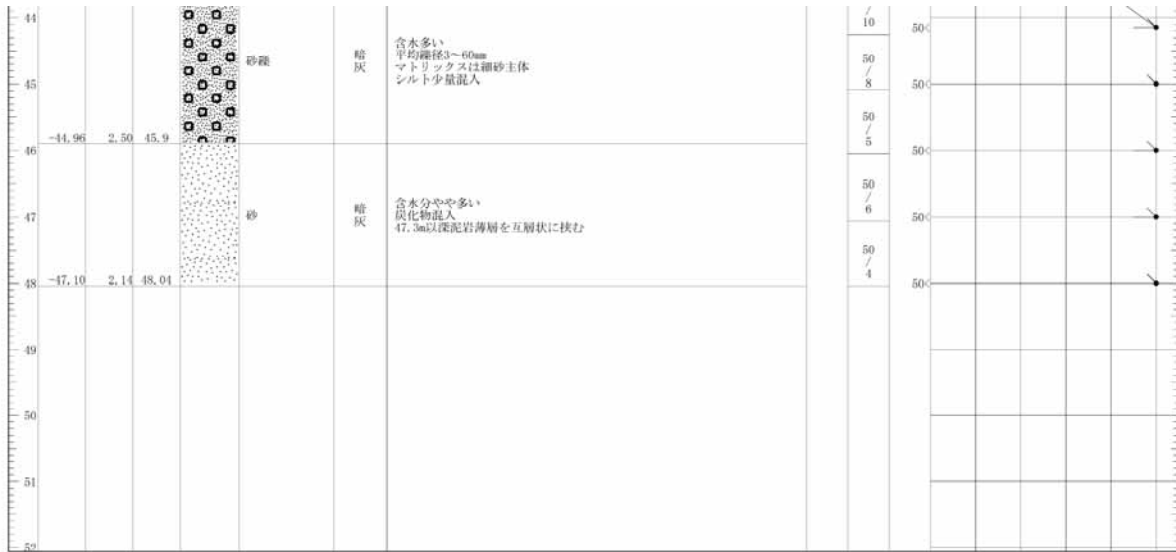 44
45
46
47
48
49
50
51
52
-44.96 2.50 45.9
-47.10 2.14 48.04
砂礫
砂
暗
灰
暗
灰
含水多い
平均礫径3～60mm
マトリックスは細砂主体
シルト少量混入
含水分やや多い
炭化物混入
47.3m以深泥岩薄層を互層状に挟む
/
10
50
/
8
50
/
5
50
/
6
50
/
4
50<
50<
50<
50<
50<